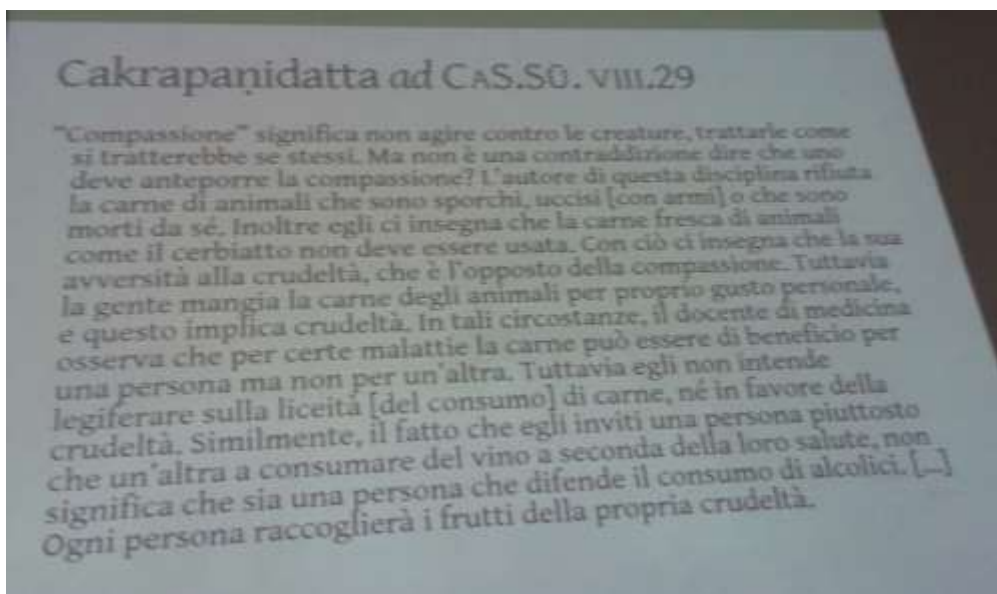 Cakrapaṇidatta ad CAS.SŪ. VIII.29
"Compassione" significa non agire contro le creature, trattarle come
si tratterebbe se stessi. Ma non è una contraddizione dire che uno
deve anteporre la compassione? L'autore di questa disciplina rifiuta
la carne di animali che sono sporchi, uccisi [con armi] o che sono
morti da sé. Inoltre egli ci insegna che la carne fresca di animali
come il cerbiatto non deve essere usata. Con ciò ci insegna che la sua
avversità alla crudeltà, che è l'opposto della compassione. Tuttavia
la gente mangia la carne degli animali per proprio gusto personale,
e questo implica crudeltà. In tali circostanze, il docente di medicina
osserva che per certe malattie la carne può essere di beneficio per
una persona ma non per un'altra. Tuttavia egli non intende
legiferare sulla liceità [del consumo] di carne, né in favore della
crudeltà. Similmente, il fatto che egli inviti una persona piuttosto
che un'altra a consumare del vino a seconda della loro salute, non
significa che sia una persona che difende il consumo di alcolici. [...]
Ogni persona raccoglierà i frutti della propria crudeltà.